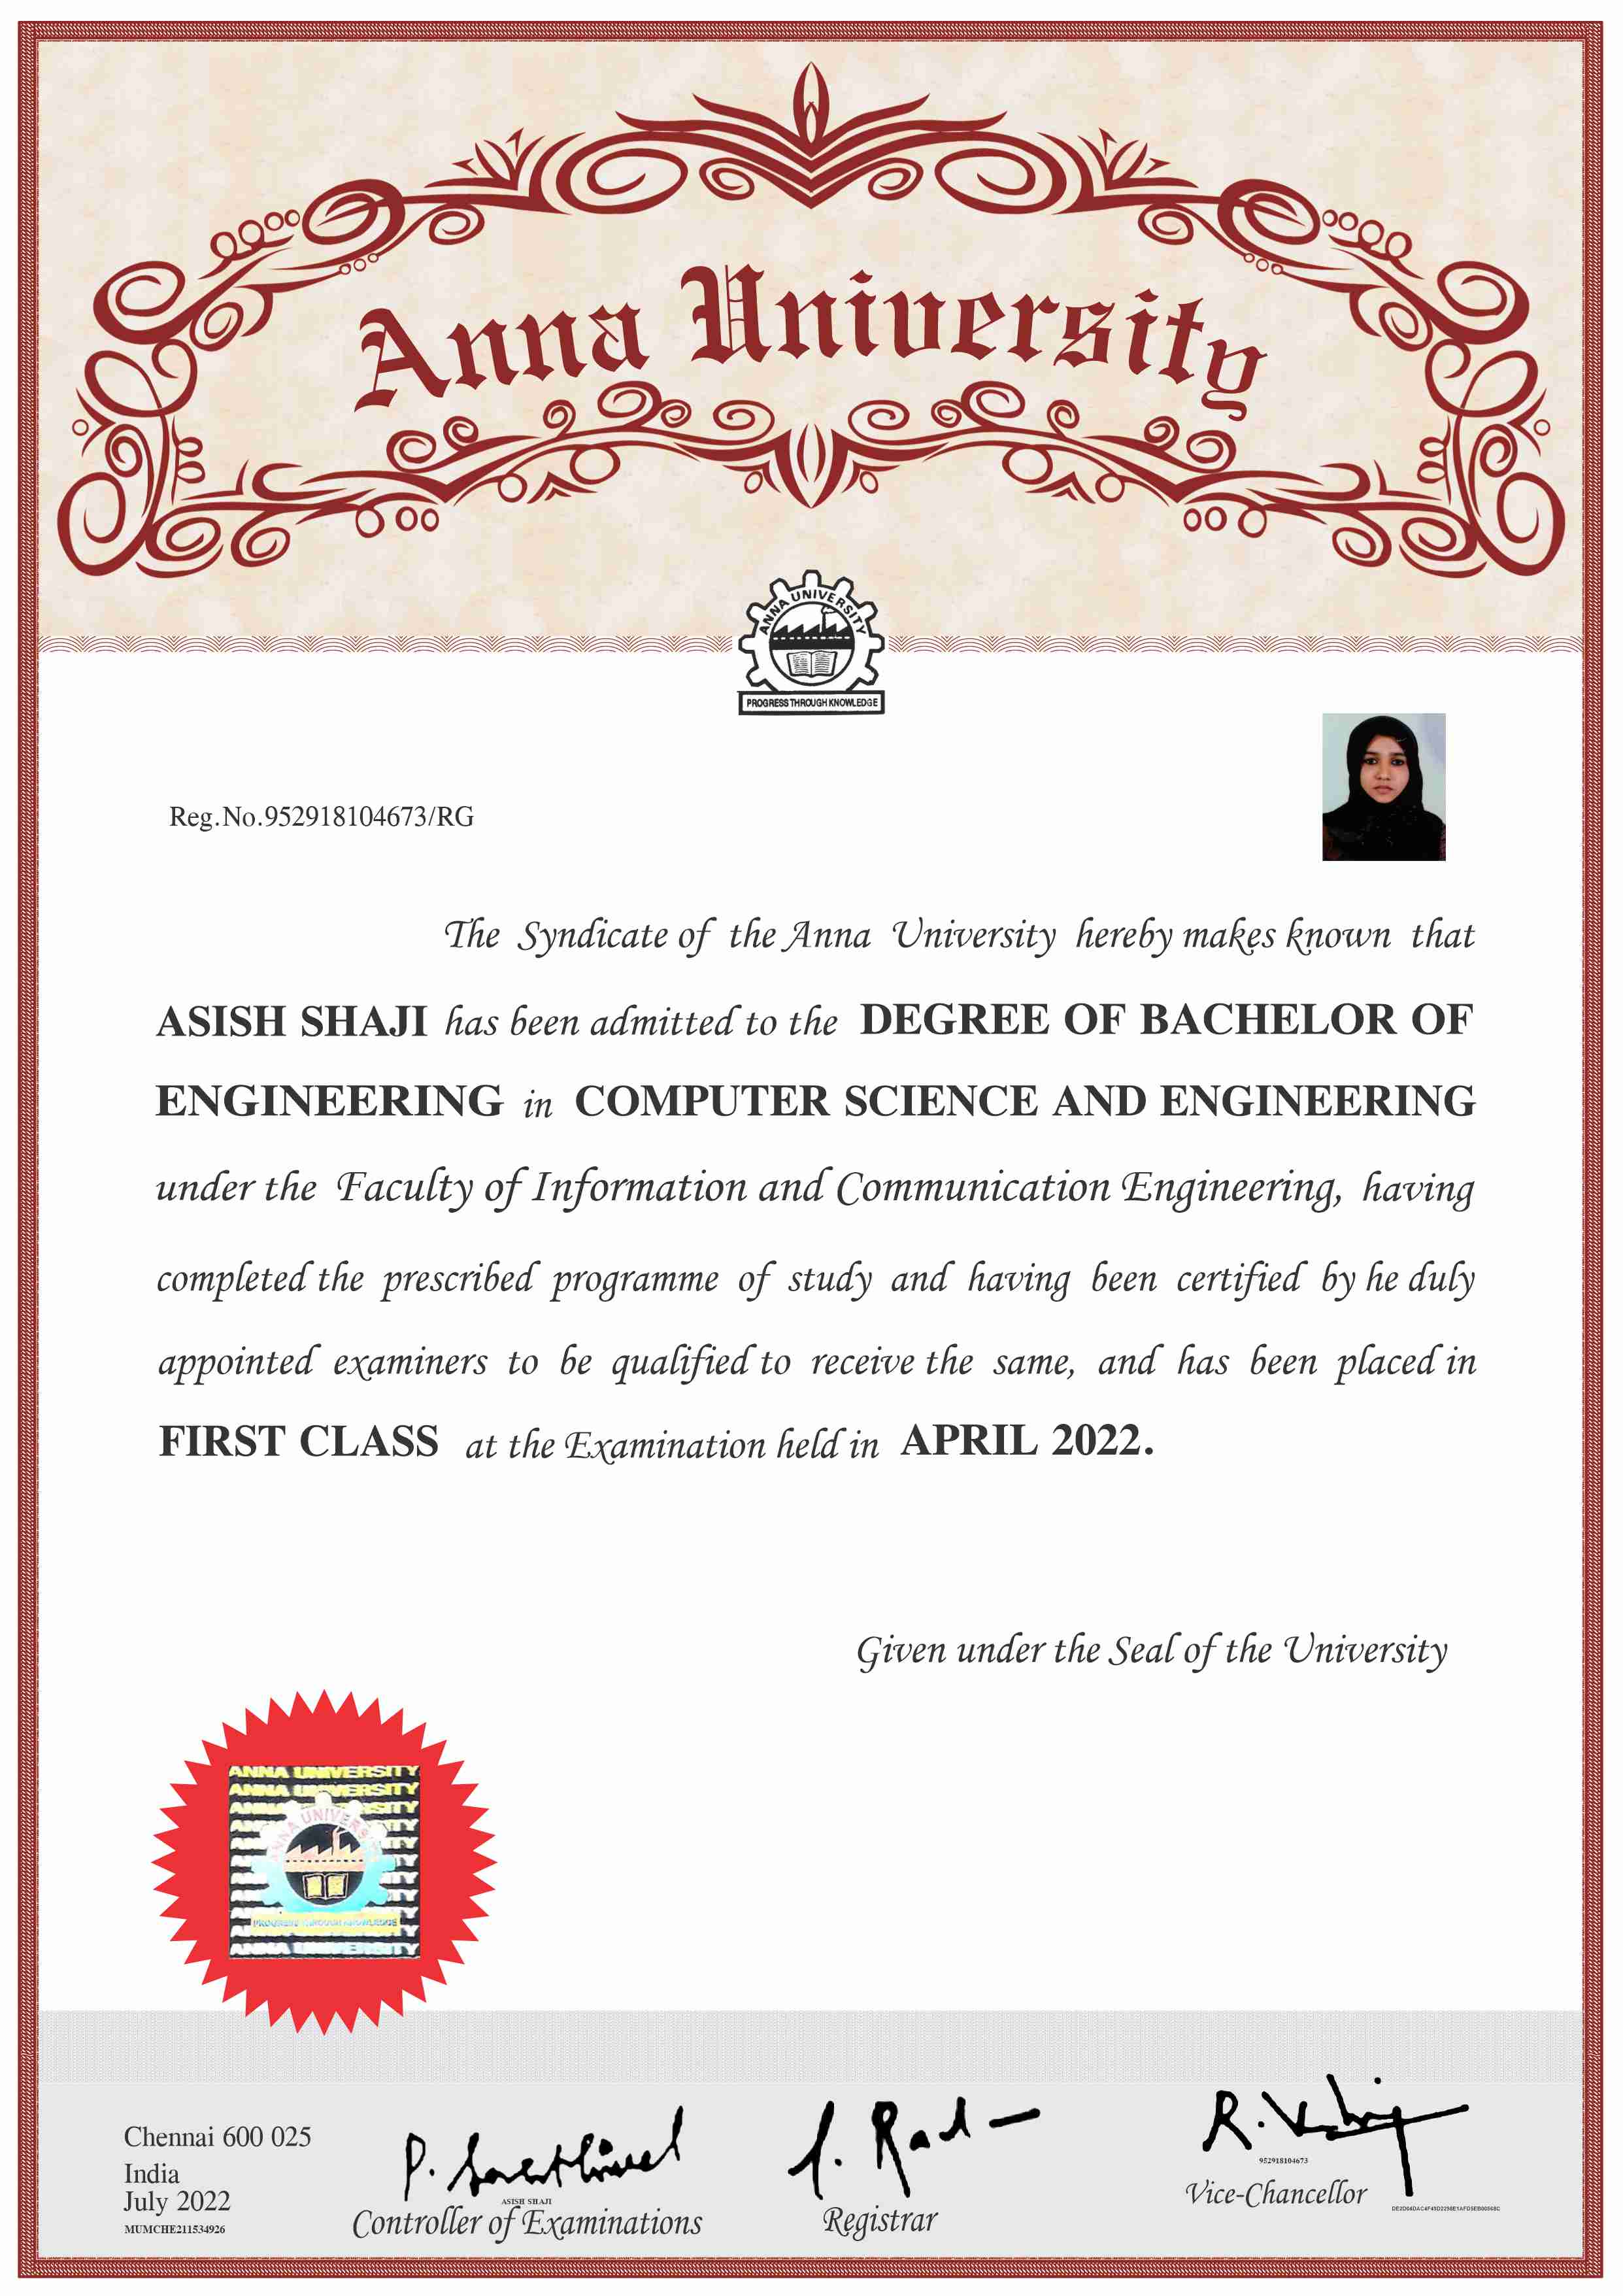 Anna University
ANNA UNIVERSITY
PROGRESS THROUGH KNOWLEDGE
Reg.No.952918104673/RG
The Syndicate of the Anna University hereby makes known that
ASISH SHAJI has been admitted to the DEGREE OF BACHELOR OF
ENGINEERING in COMPUTER SCIENCE AND ENGINEERING
under the Faculty of Information and Communication Engineering, having
completed the prescribed programme of study and having been certified by he duly
appointed examiners to be qualified to receive the same, and has been placed in
FIRST CLASS at the Examination held in APRIL 2022.
Given under the Seal of the University
ANNA UNIVERSITY
ANNA UNIVERSITY
ANNA UNIVERSITY
PROGRESS THROUGH KNOWLEDGE
ANNA UNIVERSITY
Chennai 600 025
India
July 2022
MUMCHE211534926
ASISH SHAJI
Controller of Examinations
Registrar
952918104673
Vice-Chancellor